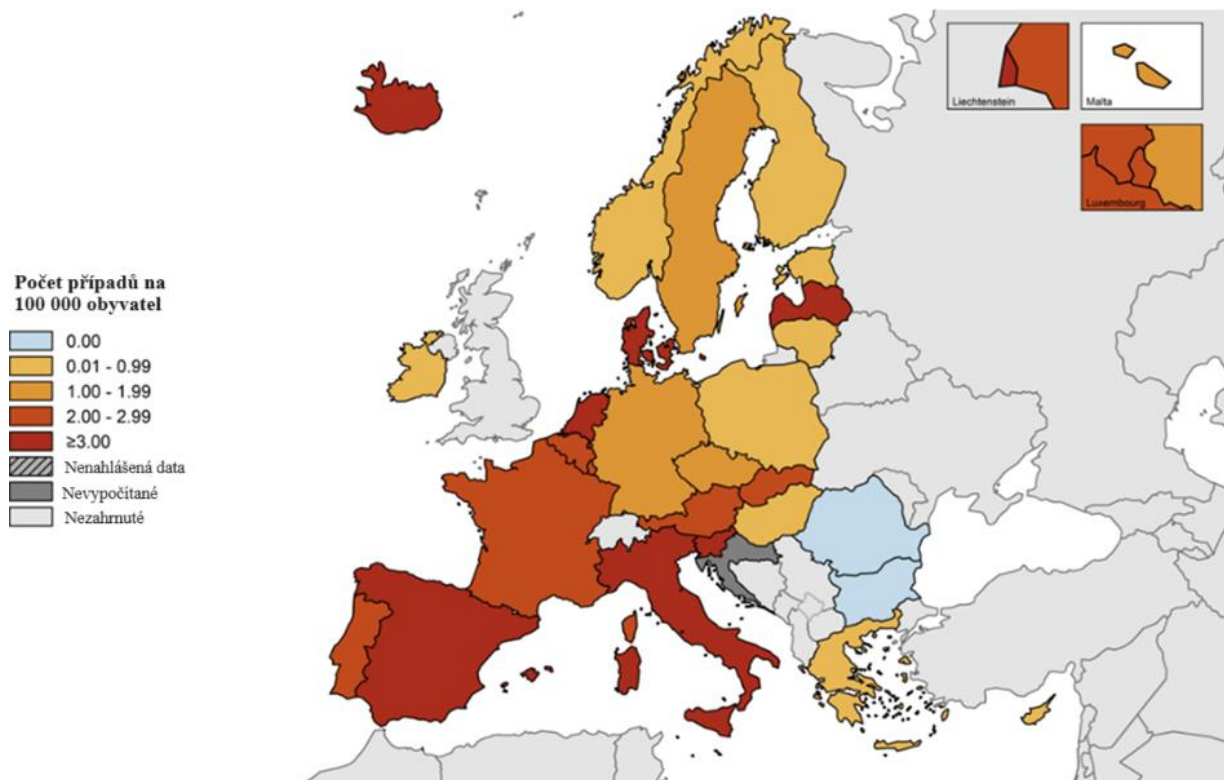 Liechtenstein
Malta
Luxembourg
Počet případů na
100 000 obyvatel
0.00
0.01 - 0.99
1.00 - 1.99
2.00 - 2.99
≥3.00
Nenahlášená data
Nevypočítané
Nezahrnuté